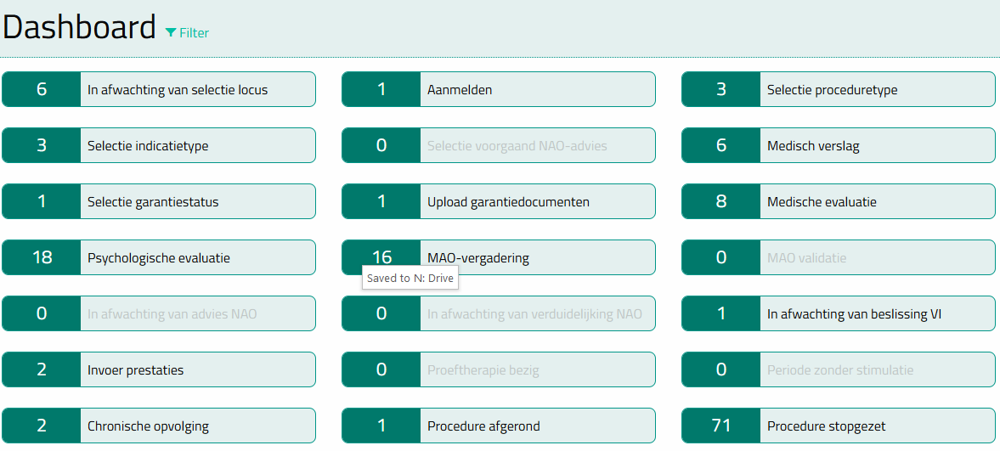 Dashboard Filter
6 In afwachting van selectie locus
1 Aanmelden
3 Selectie proceduretype
3 Selectie indicatietype
0 Selectie voorgaand NAO-advies
6 Medisch verslag
1 Selectie garantiestatus
1 Upload garantiedocumenten
8 Medische evaluatie
18 Psychologische evaluatie
16 MAO-vergadering
0 MAO validatie
Saved to N: Drive
0 In afwachting van advies NAO
0 In afwachting van verduidelijking NAO
1 In afwachting van beslissing VI
2 Invoer prestaties
0 Proeftherapie bezig
0 Periode zonder stimulatie
2 Chronische opvolging
1 Procedure afgerond
71 Procedure stopgezet